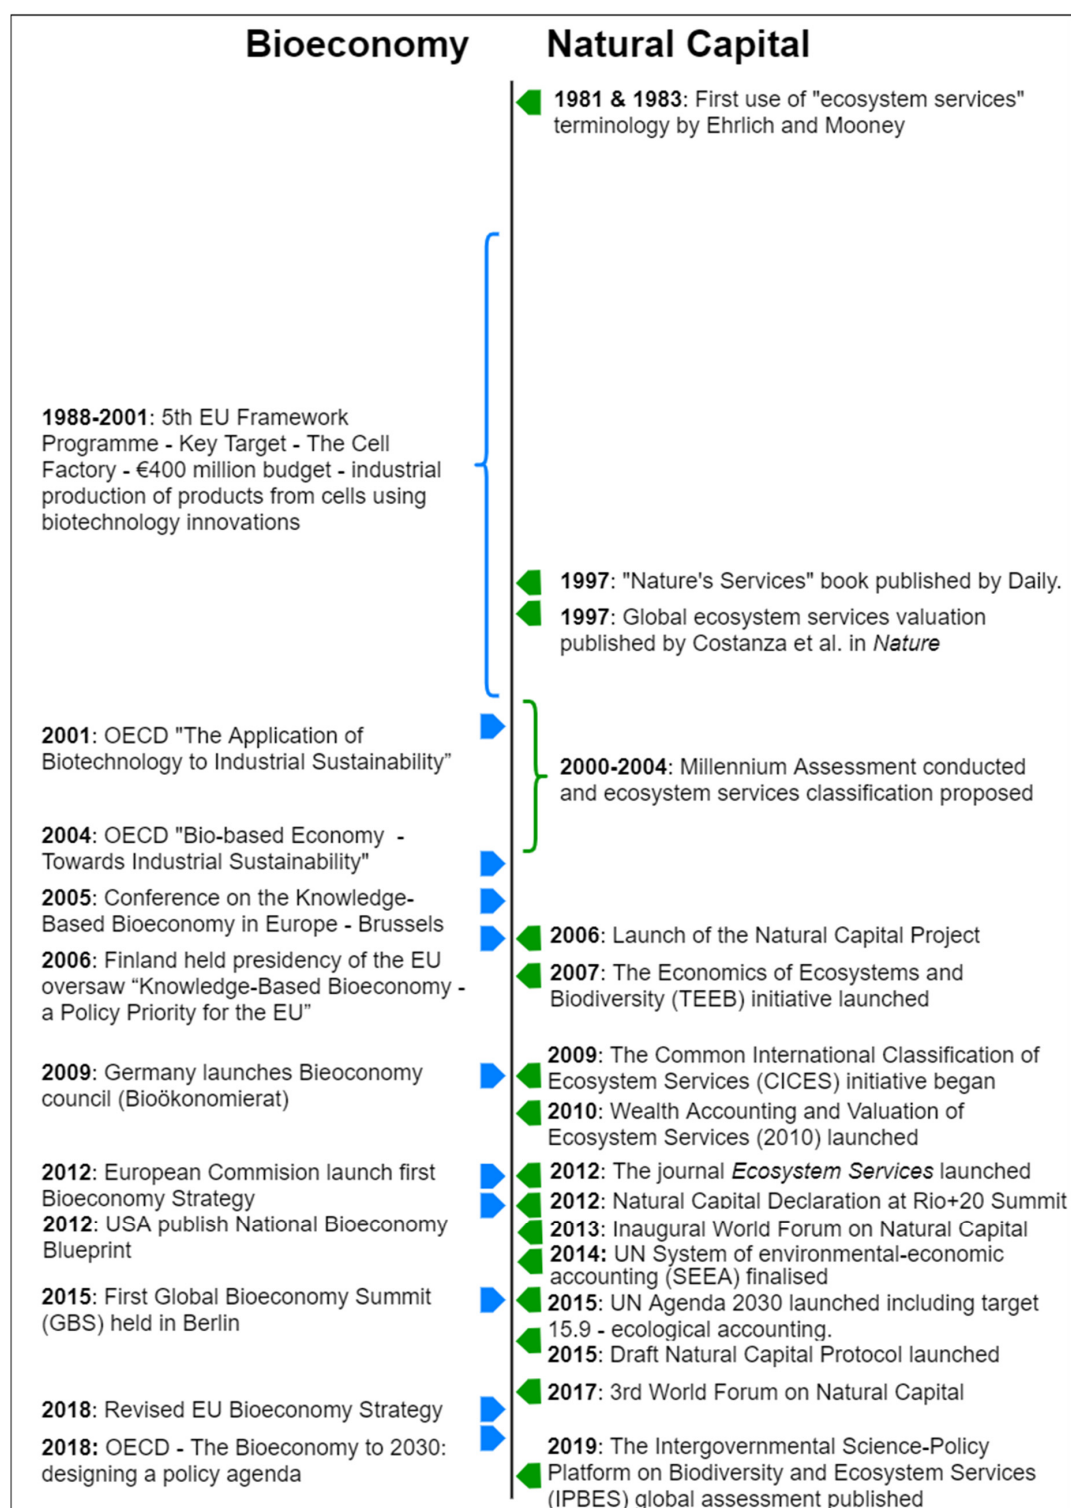 Bioeconomy
Natural Capital
1981 & 1983: First use of "ecosystem services"
terminology by Ehrlich and Mooney
1988-2001: 5th EU Framework
Programme - Key Target - The Cell
Factory - €400 million budget - industrial
production of products from cells using
biotechnology innovations
1997: "Nature's Services" book published by Daily.
1997: Global ecosystem services valuation
published by Costanza et al. in Nature
2001: OECD "The Application of
Biotechnology to Industrial Sustainability”
2000-2004: Millennium Assessment conducted
and ecosystem services classification proposed
2004: OECD "Bio-based Economy -
Towards Industrial Sustainability"
2005: Conference on the Knowledge-
Based Bioeconomy in Europe - Brussels
2006: Finland held presidency of the EU
oversaw “Knowledge-Based Bioeconomy -
a Policy Priority for the EU”
2006: Launch of the Natural Capital Project
2007: The Economics of Ecosystems and
Biodiversity (TEEB) initiative launched
2009: Germany launches Bieoconomy
council (Bioökonomierat)
2009: The Common International Classification of
Ecosystem Services (CICES) initiative began
2010: Wealth Accounting and Valuation of
Ecosystem Services (2010) launched
2012: European Commision launch first
Bioeconomy Strategy
2012: USA publish National Bioeconomy
Blueprint
2012: The journal Ecosystem Services launched
2012: Natural Capital Declaration at Rio+20 Summit
2013: Inaugural World Forum on Natural Capital
2014: UN System of environmental-economic
accounting (SEEA) finalised
2015: First Global Bioeconomy Summit
(GBS) held in Berlin
2015: UN Agenda 2030 launched including target
15.9 - ecological accounting.
2015: Draft Natural Capital Protocol launched
2017: 3rd World Forum on Natural Capital
2018: Revised EU Bioeconomy Strategy
2018: OECD - The Bioeconomy to 2030:
designing a policy agenda
2019: The Intergovernmental Science-Policy
Platform on Biodiversity and Ecosystem Services
(IPBES) global assessment published